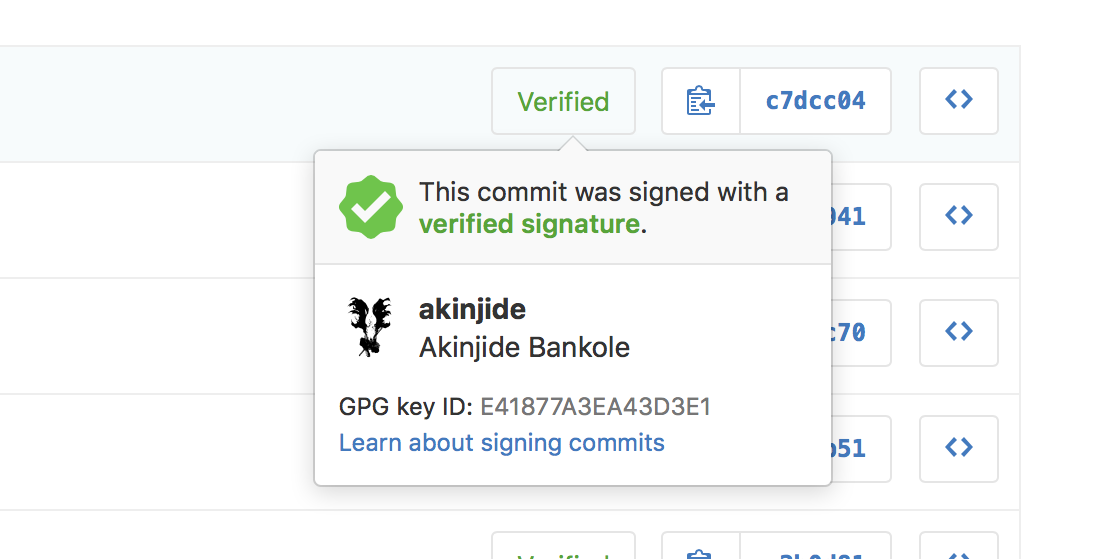 Verified
c7dcc04
This commit was signed with a
verified signature.
941
akinjide
Akinjide Bankole
c70
GPG key ID: E41877A3EA43D3E1
Learn about signing commits
b51
Verified